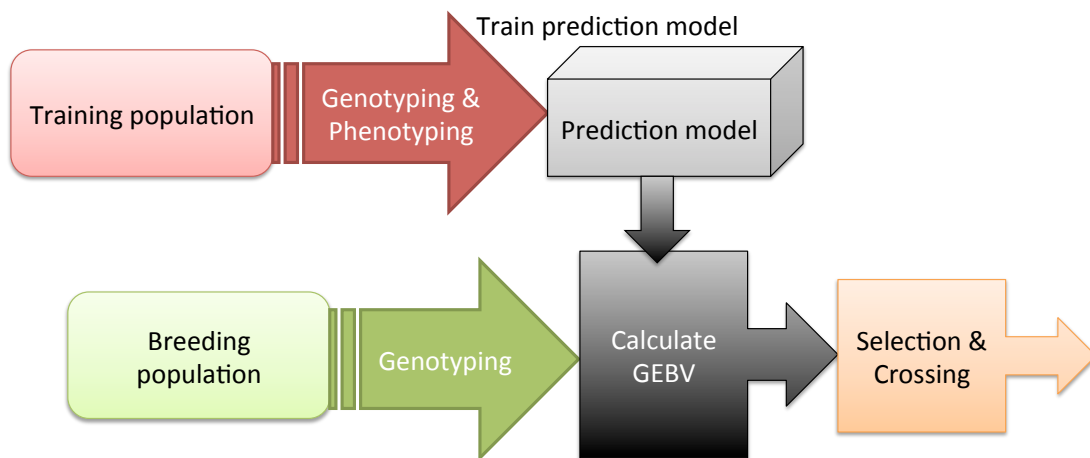 Train prediction model
Training population
Genotyping &
Phenotyping
Prediction model
Breeding
population
Genotyping
Calculate
GEBV
Selection &
Crossing